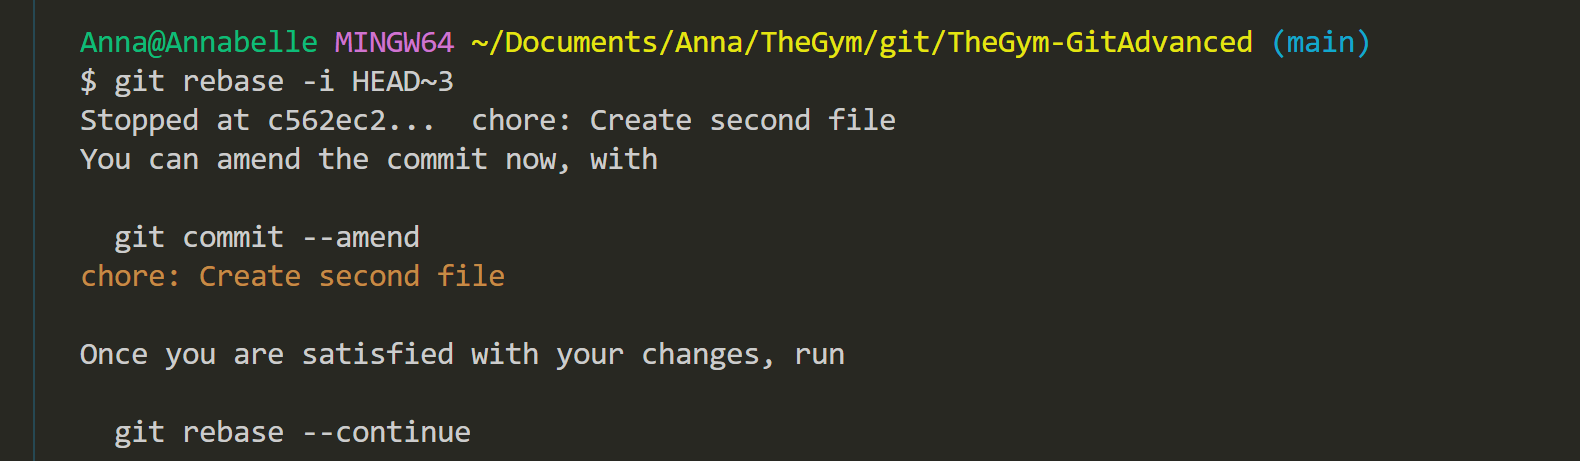 Anna@Annabelle MINGW64 ~/Documents/Anna/TheGym/git/TheGym-GitAdvanced (main)
$ git rebase -i HEAD~3
Stopped at c562ec2...  chore: Create second file
You can amend the commit now, with
  git commit --amend
chore: Create second file
Once you are satisfied with your changes, run
  git rebase --continue